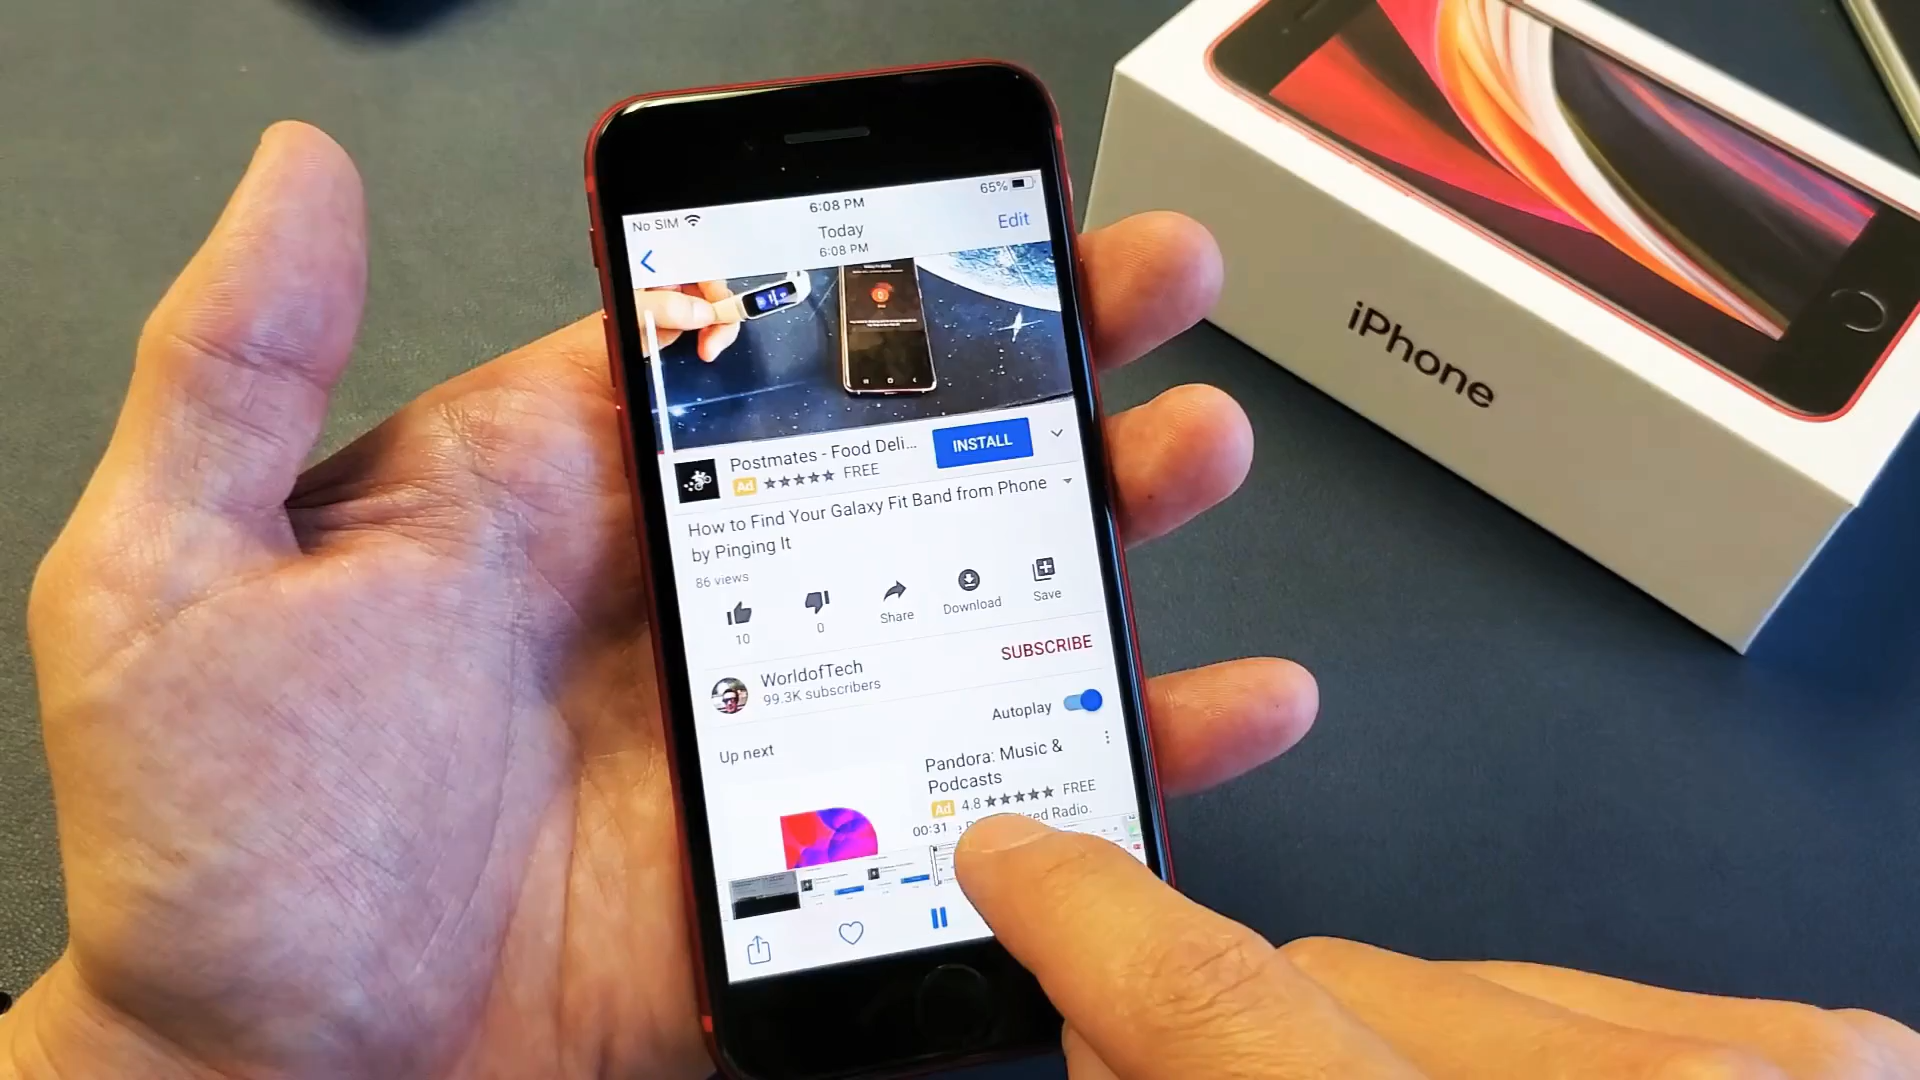 No SIM
6:08 PM
65%
Today
6:08 PM
Edit
Postmates - Food Deli...
Ad
FREE
INSTALL
How to Find Your Galaxy Fit Band from Phone
by Pinging It
86 views
10
0
Share
Download
Save
WorldofTech
99.3K subscribers
SUBSCRIBE
Autoplay
Up next
Pandora: Music &
Podcasts
Ad 4.8
FREE
Radio.
00:31
iPhone